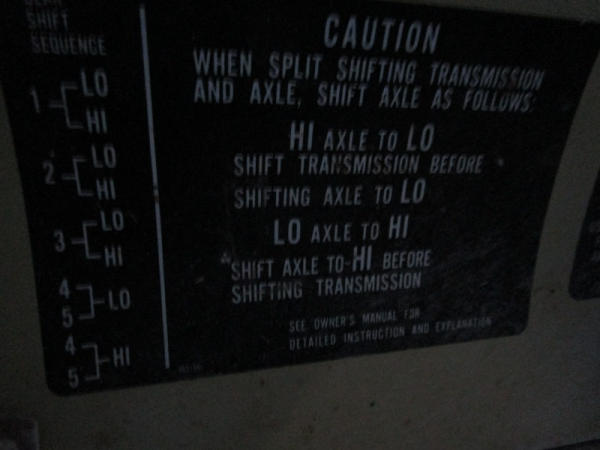 SHIFT
SEQUENCE
1 LO
HI
2 LO
HI
3 LO
HI
4
5 LO
4
5 HI
CAUTION
WHEN SPLIT SHIFTING TRANSMISSION
AND AXLE, SHIFT AXLE AS FOLLOWS:
HI AXLE TO LO
SHIFT TRANSMISSION BEFORE
SHIFTING AXLE TO LO
LO AXLE TO HI
SHIFT AXLE TO HI BEFORE
SHIFTING TRANSMISSION
SEE OWNER'S MANUAL FOR
DETAILED INSTRUCTION AND EXPLANATION